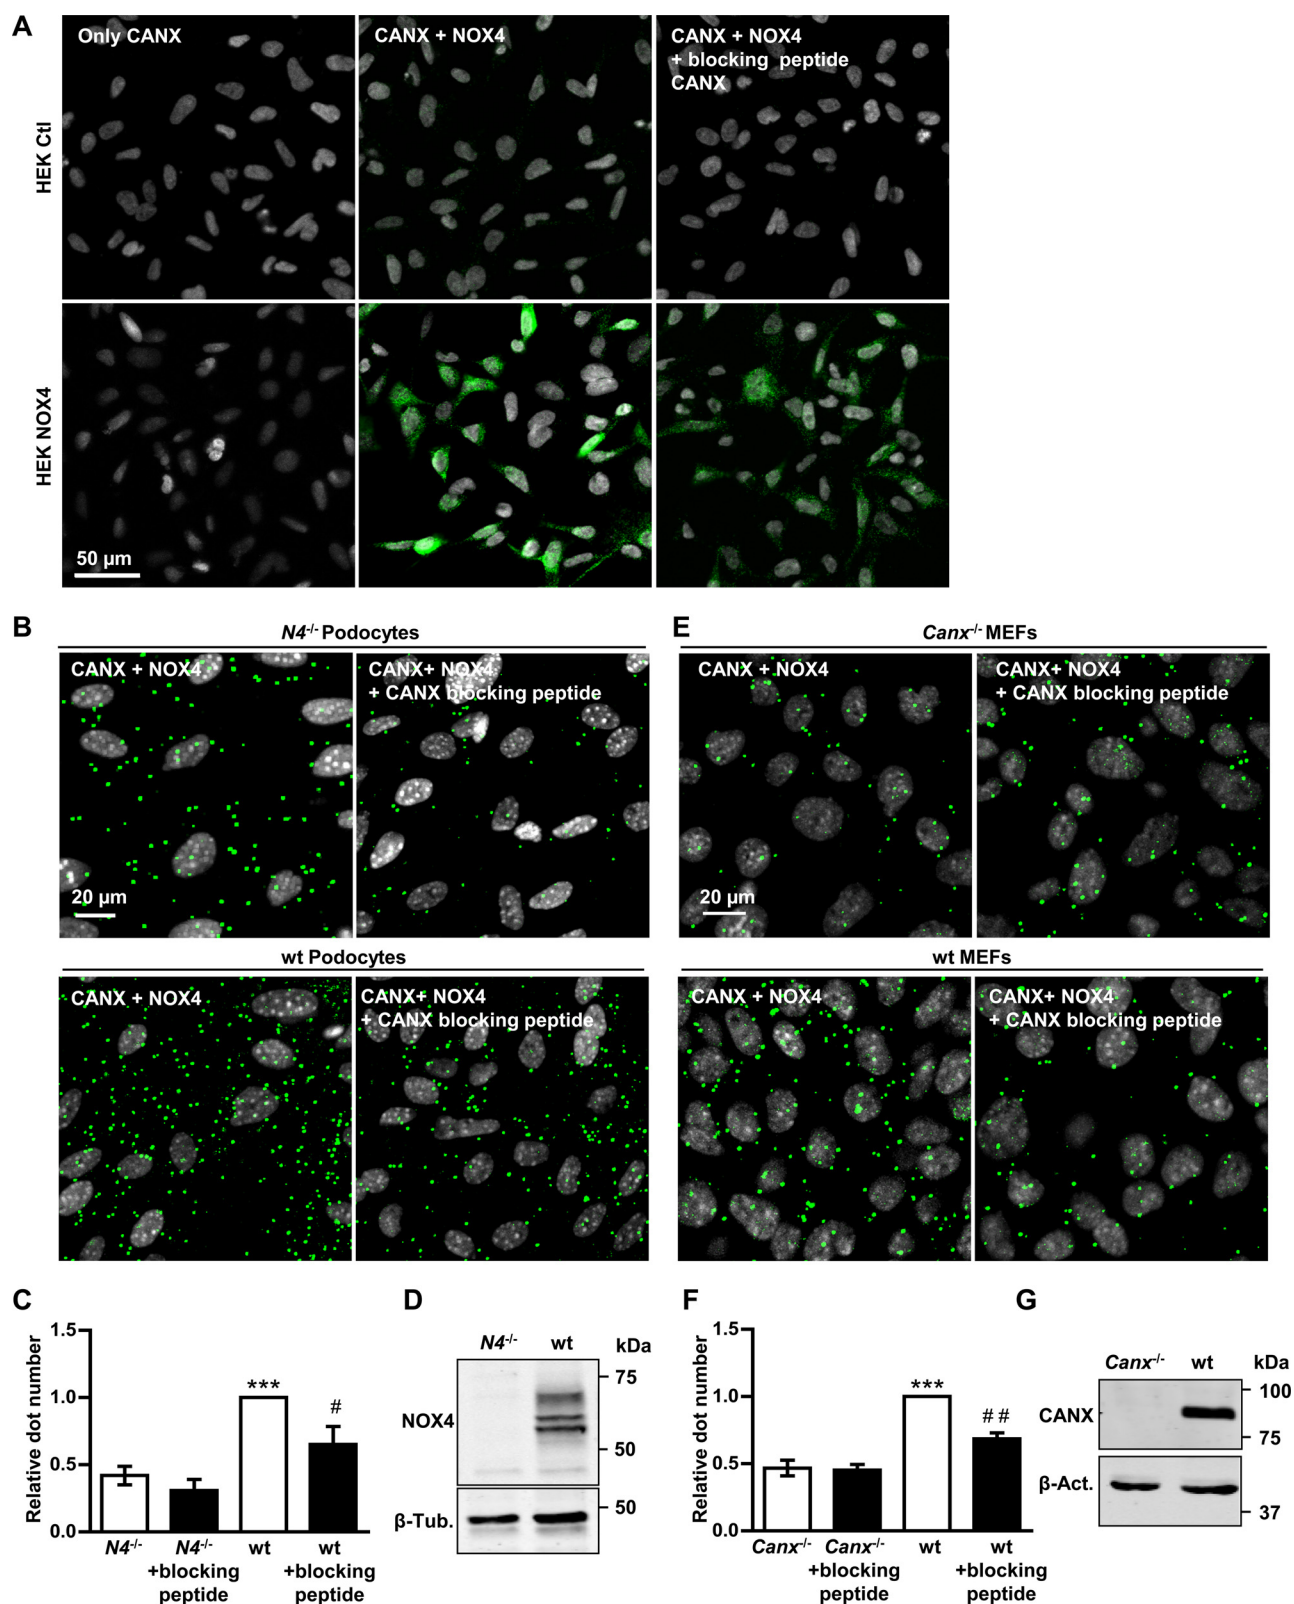 A
Only CANX
CANX + NOX4
CANX + NOX4
+ blocking peptide
CANX
HEK Ctl
HEK NOX4
50 µm
B
N4-/- Podocytes
CANX + NOX4
CANX+ NOX4
+ CANX blocking peptide
20 µm
wt Podocytes
CANX + NOX4
CANX+ NOX4
+ CANX blocking peptide
E
Canx-/- MEFs
CANX + NOX4
CANX+ NOX4
+ CANX blocking peptide
20 µm
wt MEFs
CANX + NOX4
CANX+ NOX4
+ CANX blocking peptide
C
Relative dot number
1.5
1.0
0.5
0.0
***
#
N4-/-
N4-/-
+blocking
peptide
wt
wt
+blocking
peptide
D
N4-/-
wt
kDa
NOX4
75
50
β-Tub.
50
F
Relative dot number
1.5
1.0
0.5
0.0
***
# #
Canx-/-
Canx-/-
+blocking
peptide
wt
wt
+blocking
peptide
G
Canx-/-
wt
kDa
CANX
100
75
β-Act.
37